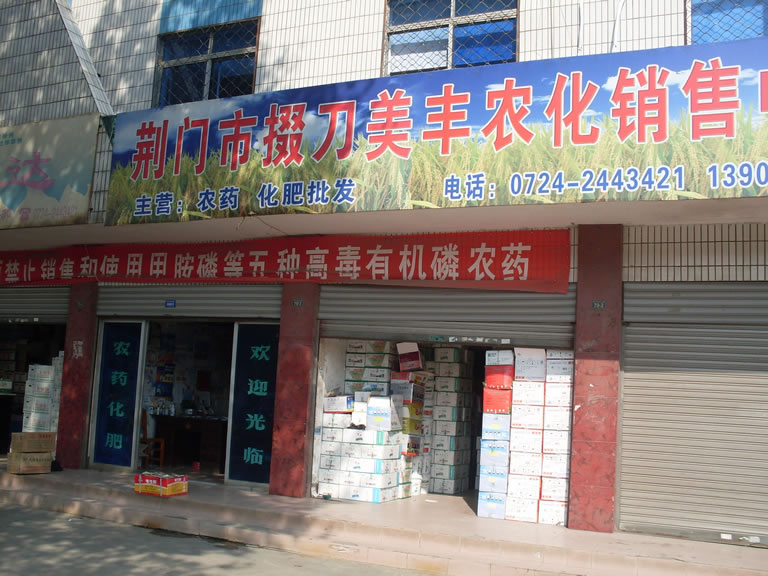 荆门市掇刀美丰农化销售
主营：农药 化肥批发
电话：0724-2443421 1390
达
禁止销售和使用甲胺磷等五种高毒有机磷农药
农药化肥
欢迎光临